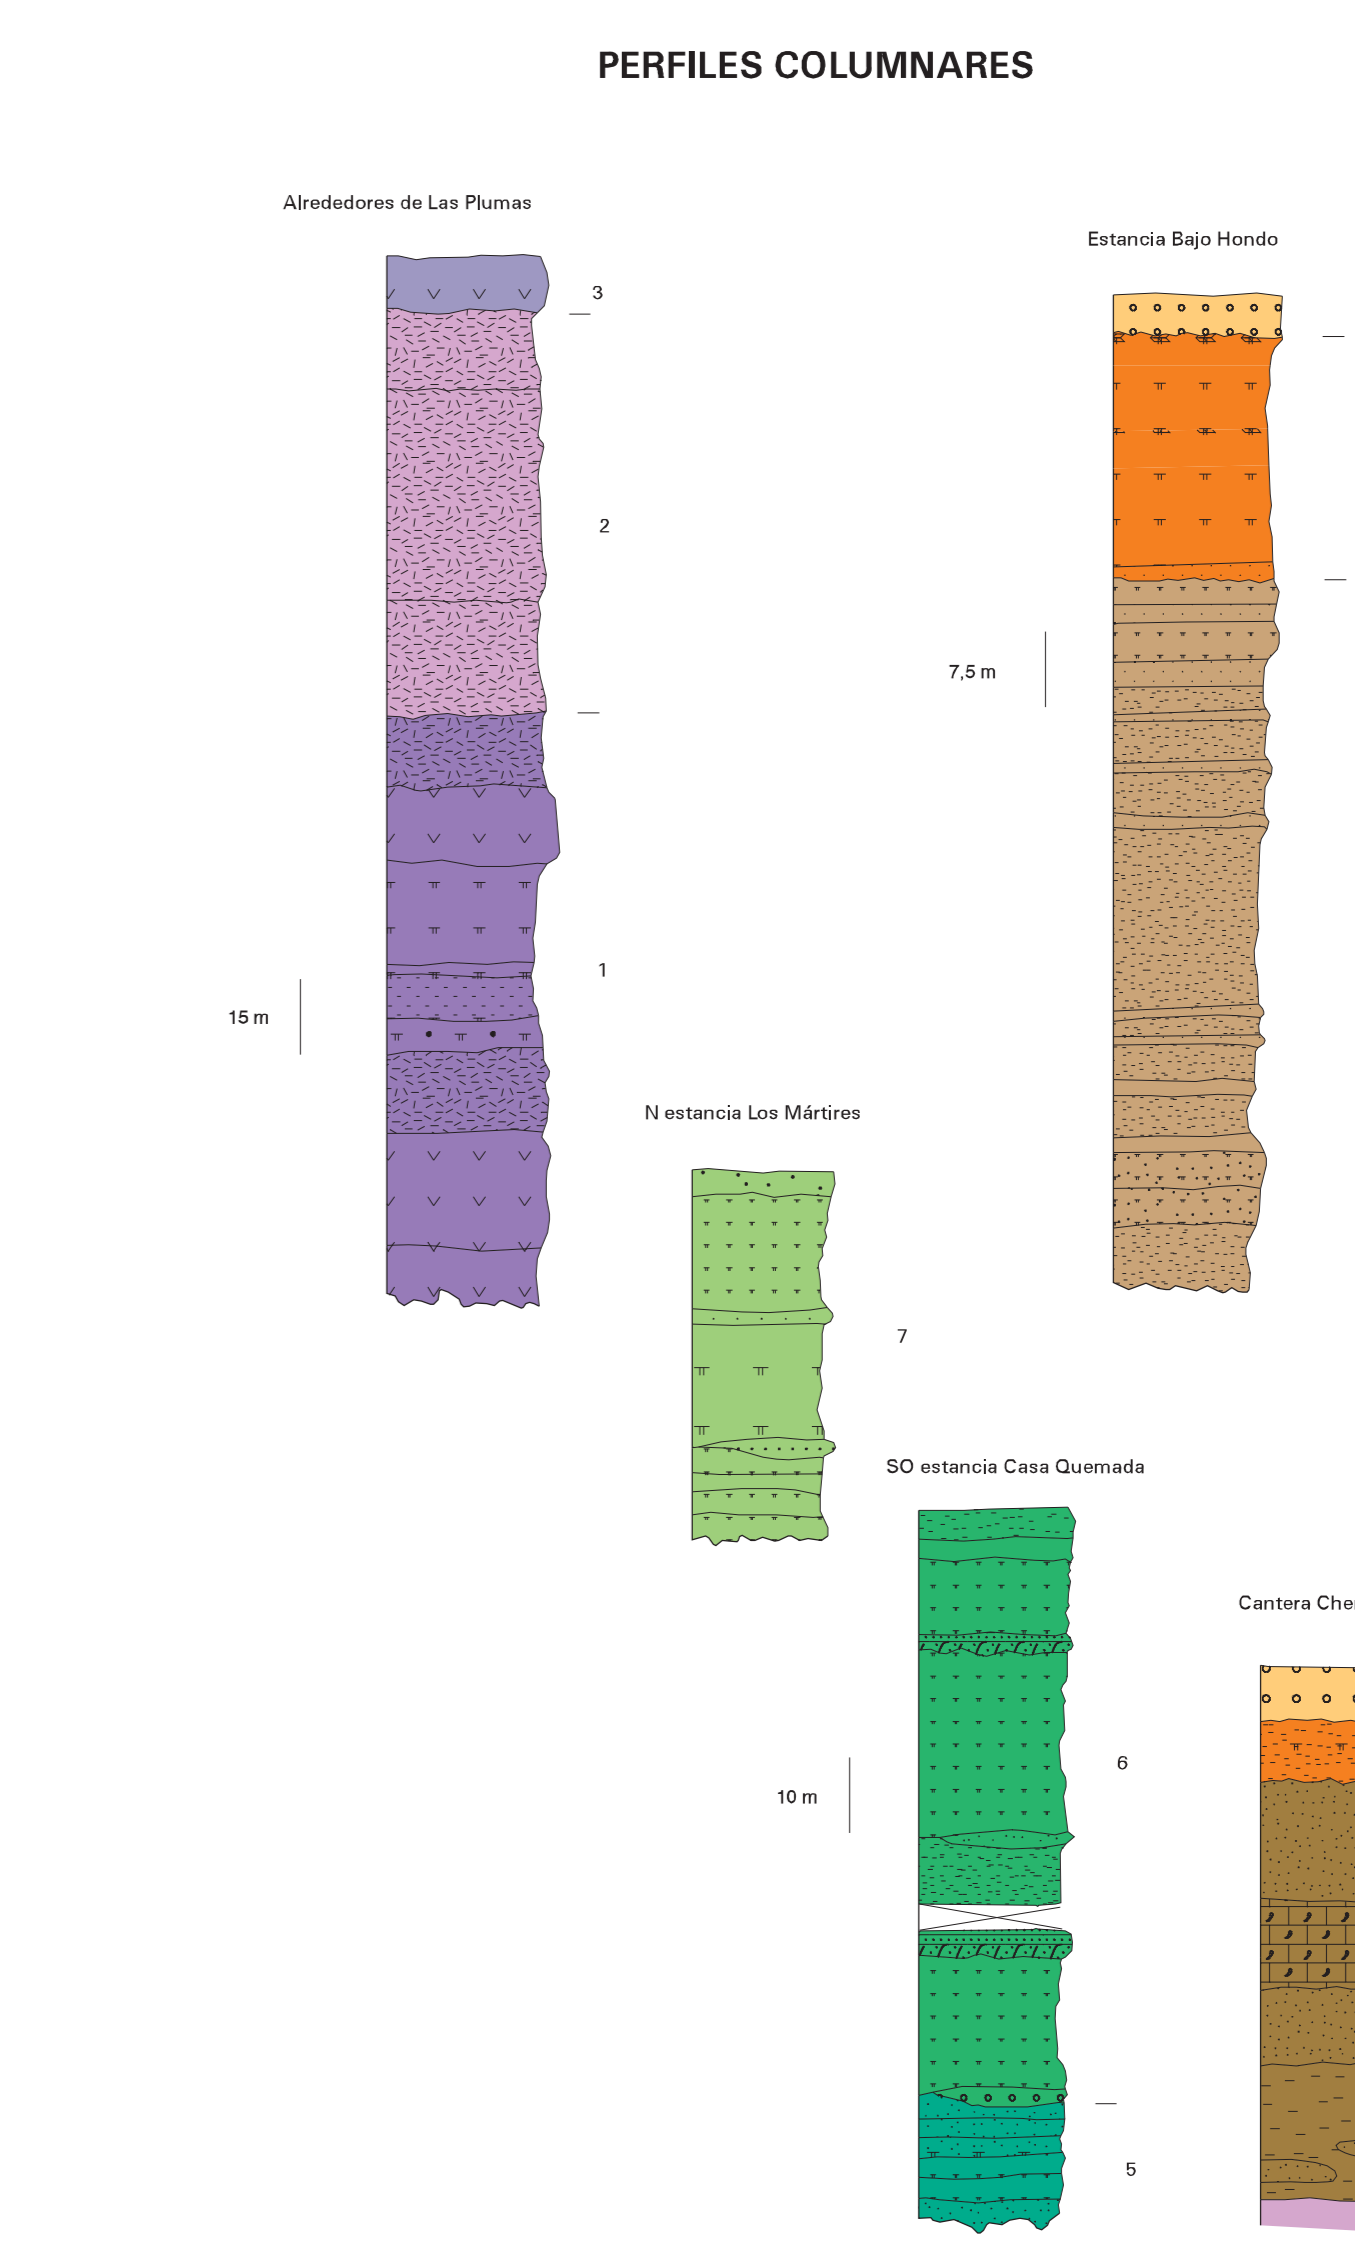 PERFILES COLUMNARES
Alrededores de Las Plumas
3
2
1
15 m
Estancia Bajo Hondo
7,5 m
N estancia Los Mártires
7
SO estancia Casa Quemada
10 m
6
5
Cantera Che